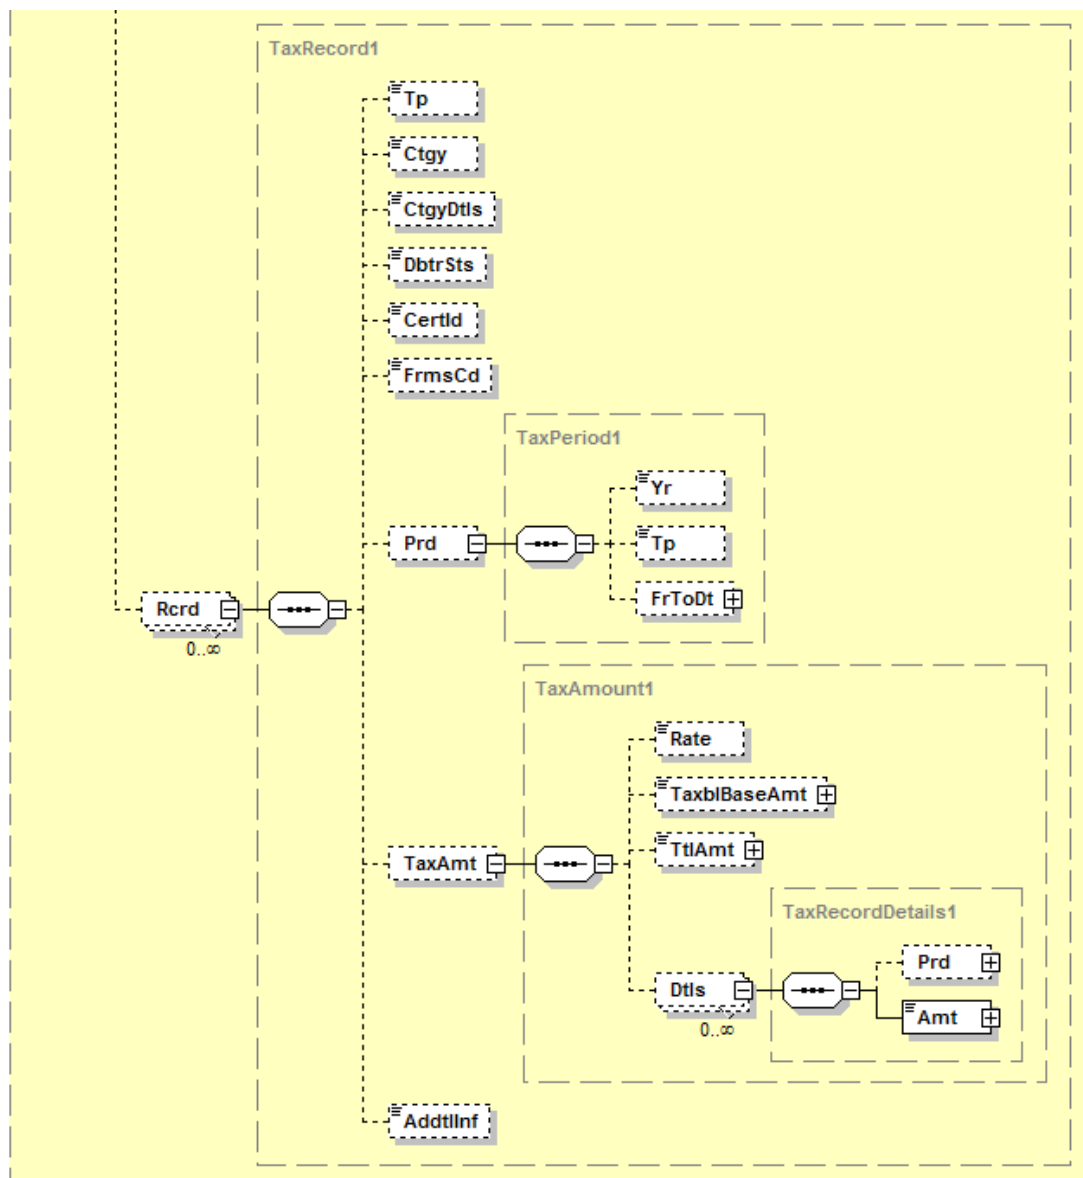 TaxRecord1
Tp
Ctgy
CtgyDtls
DbtrSts
CertId
FrmsCd
TaxPeriod1
Yr
Prd
Tp
FrToDt
Rcrd
0..∞
TaxAmount1
Rate
TaxblBaseAmt
TtlAmt
TaxAmt
TaxRecordDetails1
Prd
Dtls
Amt
0..∞
AddtlInf